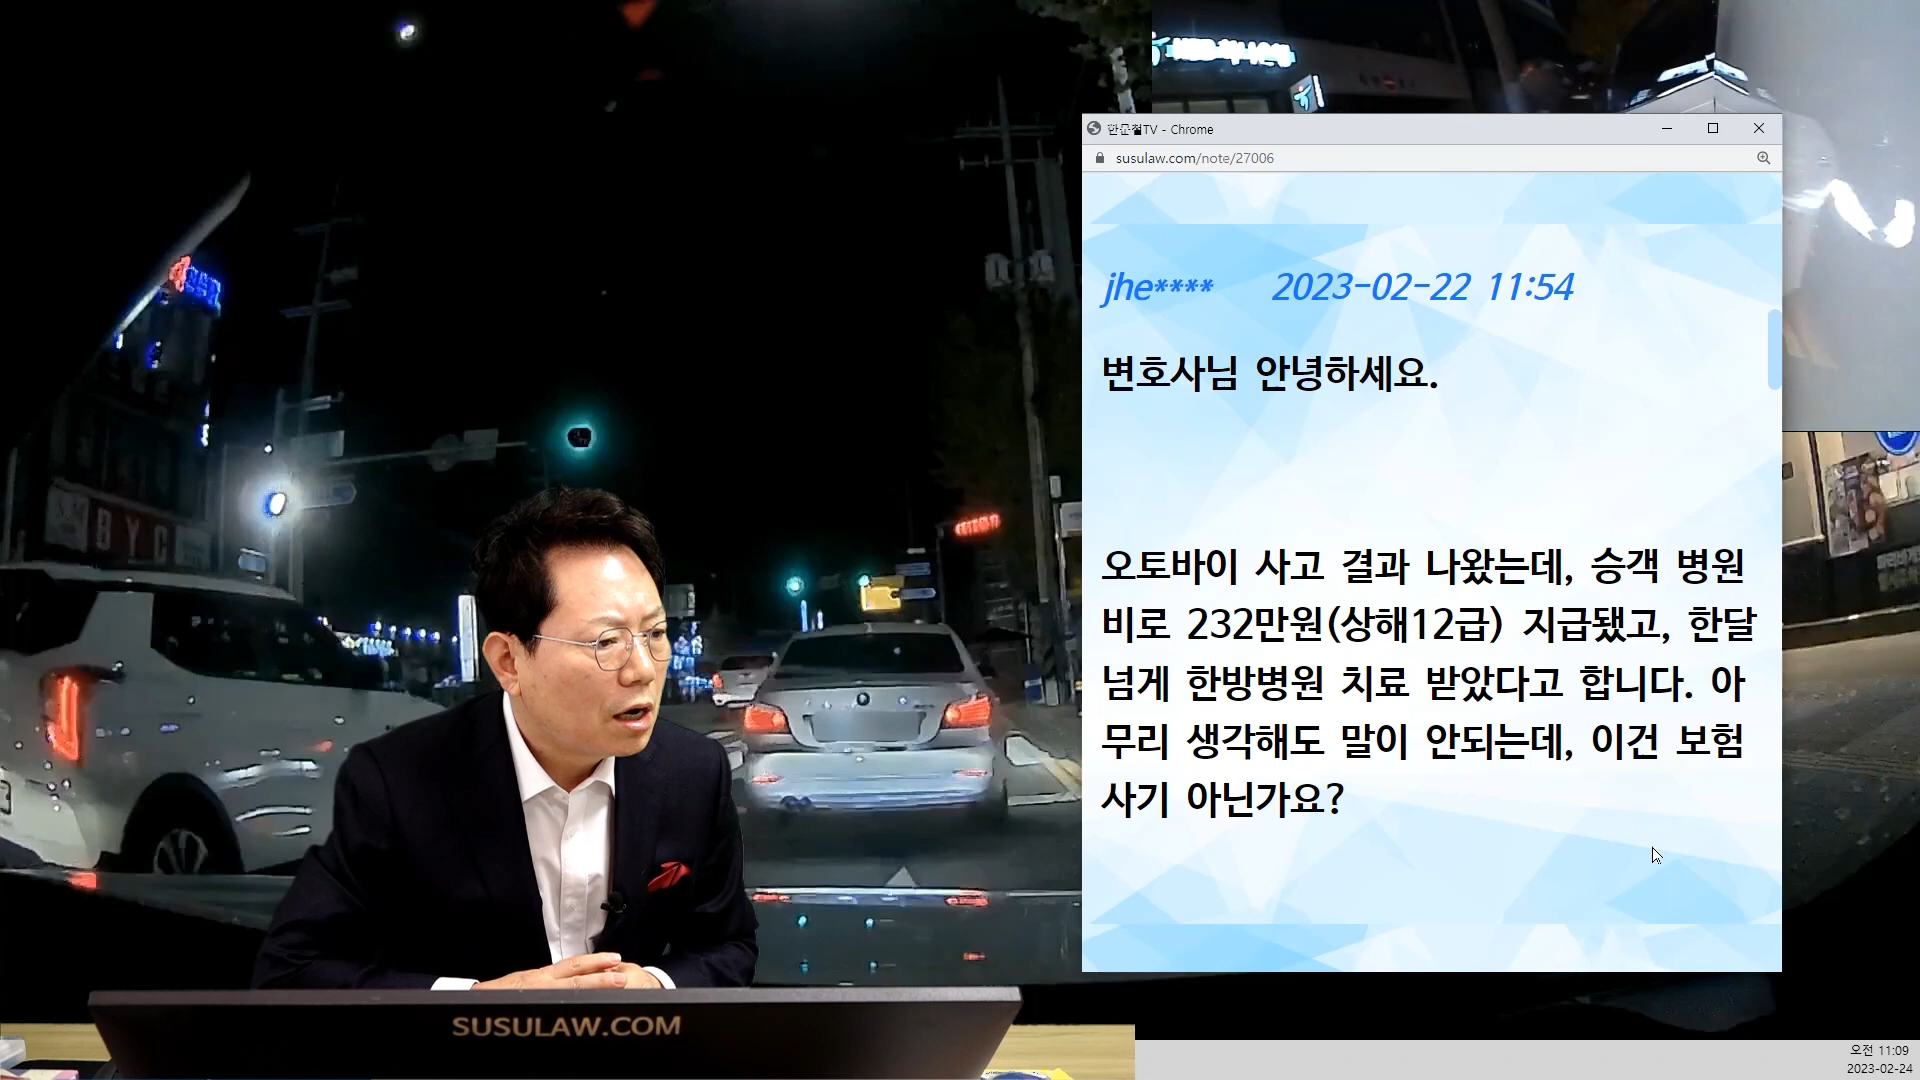 BYC
한문철TV - Chrome
susulaw.com/note/27006
jhe**** 2023-02-22 11:54
변호사님 안녕하세요.
오토바이 사고 결과 나왔는데, 승객 병원
비로 232만원(상해12급) 지급됐고, 한달
넘게 한방병원 치료 받았다고 합니다. 아
무리 생각해도 말이 안되는데, 이건 보험
사기 아닌가요?
SUSULAW.COM
오전 11:09
2023-02-24